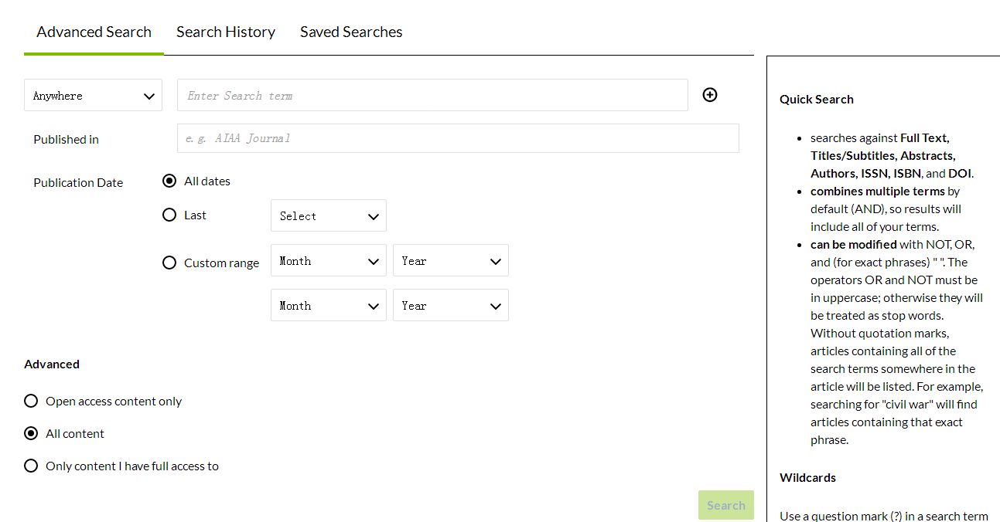 Advanced Search Search History Saved Searches
Anywhere Enter Search term
Published in e.g. AIAA Journal
Publication Date All dates
Last Select
Custom range Month Year
Month Year
Advanced
Open access content only
All content
Only content I have full access to
Search
Quick Search
searches against Full Text,
Titles/Subtitles, Abstracts,
Authors, ISSN, ISBN, and DOI.
combines multiple terms by
default (AND), so results will
include all of your terms.
can be modified with NOT, OR,
and (for exact phrases) " ". The
operators OR and NOT must be
in uppercase; otherwise they will
be treated as stop words.
Without quotation marks,
articles containing all of the
search terms somewhere in the
article will be listed. For example,
searching for "civil war" will find
articles containing that exact
phrase.
Wildcards
Use a question mark (?) in a search term